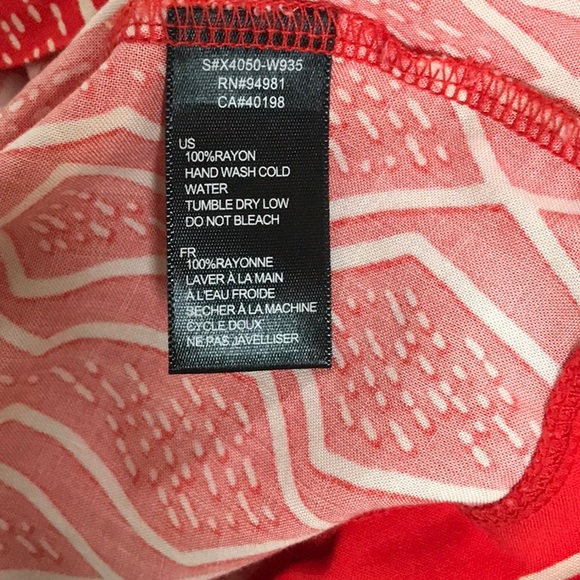 S#X4050-W935
RN#94981
CA#40198
US
100%RAYON
HAND WASH COLD
WATER
TUMBLE DRY LOW
DO NOT BLEACH
FR
100%RAYONNE
LAVER À LA MAIN
À L'EAU FROIDE
SÉCHER À LA MACHINE
CYCLE DOUX
NE PAS JAVELLISER